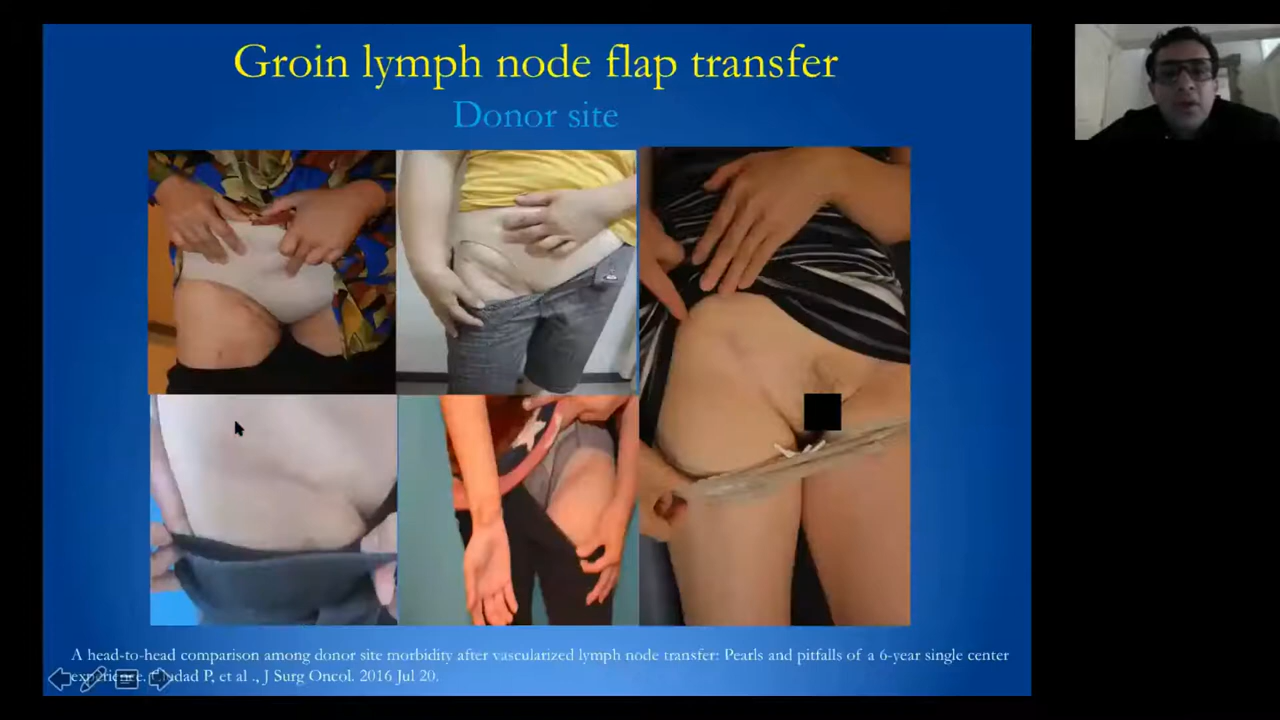 Groin lymph node flap transfer
Donor site
A head-to-head comparison among donor site morbidity after vascularized lymph node transfer: Pearls and pitfalls of a 6-year single center
experience. Ciudad P, et al ., J Surg Oncol. 2016 Jul 20.